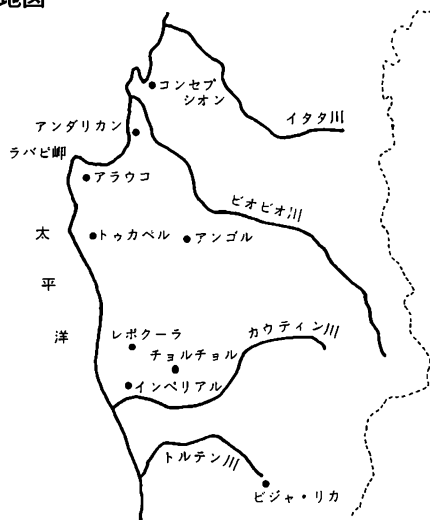 地図
コンセプ
シオン
イタタ川
アンダリカン
ラバピ岬
アラウコ
ビオビオ川
トゥカペル
アンゴル
太平洋
カウティン川
レポクーラ
チョルチョル
インペリアル
トルテン川
ビジャ・リカ